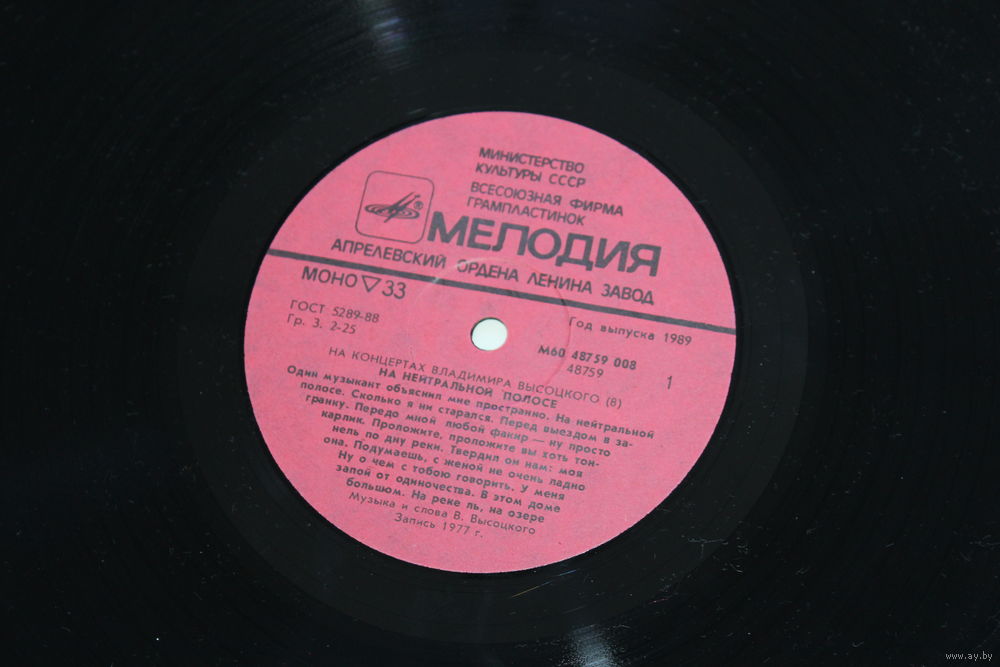 МИНИСТЕРСТВО
КУЛЬТУРЫ СССР
ВСЕСОЮЗНАЯ ФИРМА
ГРАМПЛАСТИНОК
®
МЕЛОДИЯ
АПРЕЛЕВСКИЙ ОРДЕНА ЛЕНИНА ЗАВОД
МОНО ▽ 33
ГОСТ 5289-88
Гр. 3. 2-25
Год выпуска 1989
М60 48759 008
48759
1
НА КОНЦЕРТАХ ВЛАДИМИРА ВЫСОЦКОГО (8)
НА НЕЙТРАЛЬНОЙ ПОЛОСЕ
Один музыкант объяснил мне пространно. На нейтральной
полосе. Сколько я ни старался. Перед выездом в за-
гранку. Передо мной любой факир — ну просто
карлик. Проложите, проложите вы хоть тон-
нель по дну реки. Твердил он нам: моя
она. Подумаешь, с женой не очень ладно
Ну о чем с тобою говорить. У меня
запой от одиночества. В этом доме
большом. На реке ль, на озере
Музыка и слова В. Высоцкого
Запись 1977 г.
www.ay.by